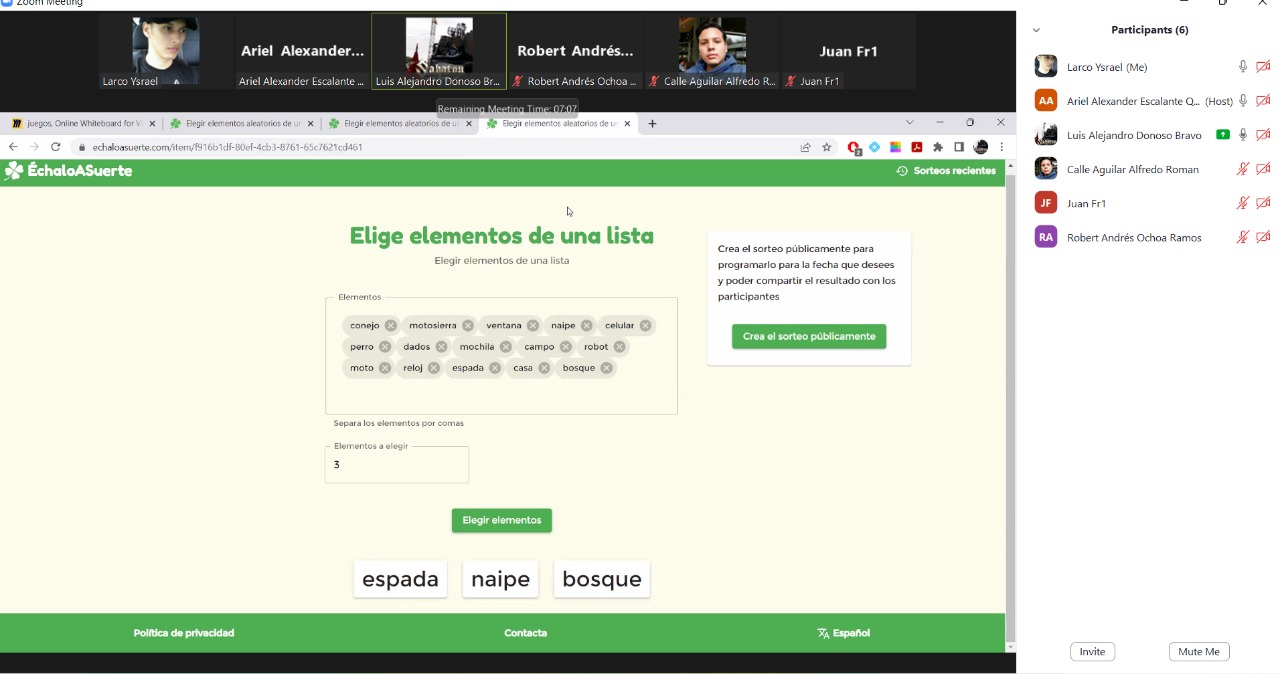 Zoom Meeting
Ariel Alexander...
Robert Andrés...
Juan Fr1
Larco Ysrael
Ariel Alexander Escalante ...
Luis Alejandro Donoso Br...
Robert Andrés Ochoa ...
Calle Aguilar Alfredo R...
Juan Fr1
Remaining Meeting Time: 07:07
juegos, Online Whiteboard for Vi
Elegir elementos aleatorios de un
Elegir elementos aleatorios de un
Elegir elementos aleatorios de un
echaloasuerte.com/item/f916b1df-80ef-4cb3-8761-65c7621cd461
ÉchaloASuerte
Sorteos recientes
Elige elementos de una lista
Elegir elementos de una lista
Elementos
conejo motosierra ventana naipe celular
perro dados mochila campo robot
moto reloj espada casa bosque
Separa los elementos por comas
Elementos a elegir
3
Elegir elementos
espada naipe bosque
Crea el sorteo públicamente para
programarlo para la fecha que desees
y poder compartir el resultado con los
participantes
Crea el sorteo públicamente
Política de privacidad
Contacta
Español
Participants (6)
Larco Ysrael (Me)
AA Ariel Alexander Escalante Q... (Host)
Luis Alejandro Donoso Bravo
Calle Aguilar Alfredo Roman
JF Juan Fr1
RA Robert Andrés Ochoa Ramos
Invite
Mute Me